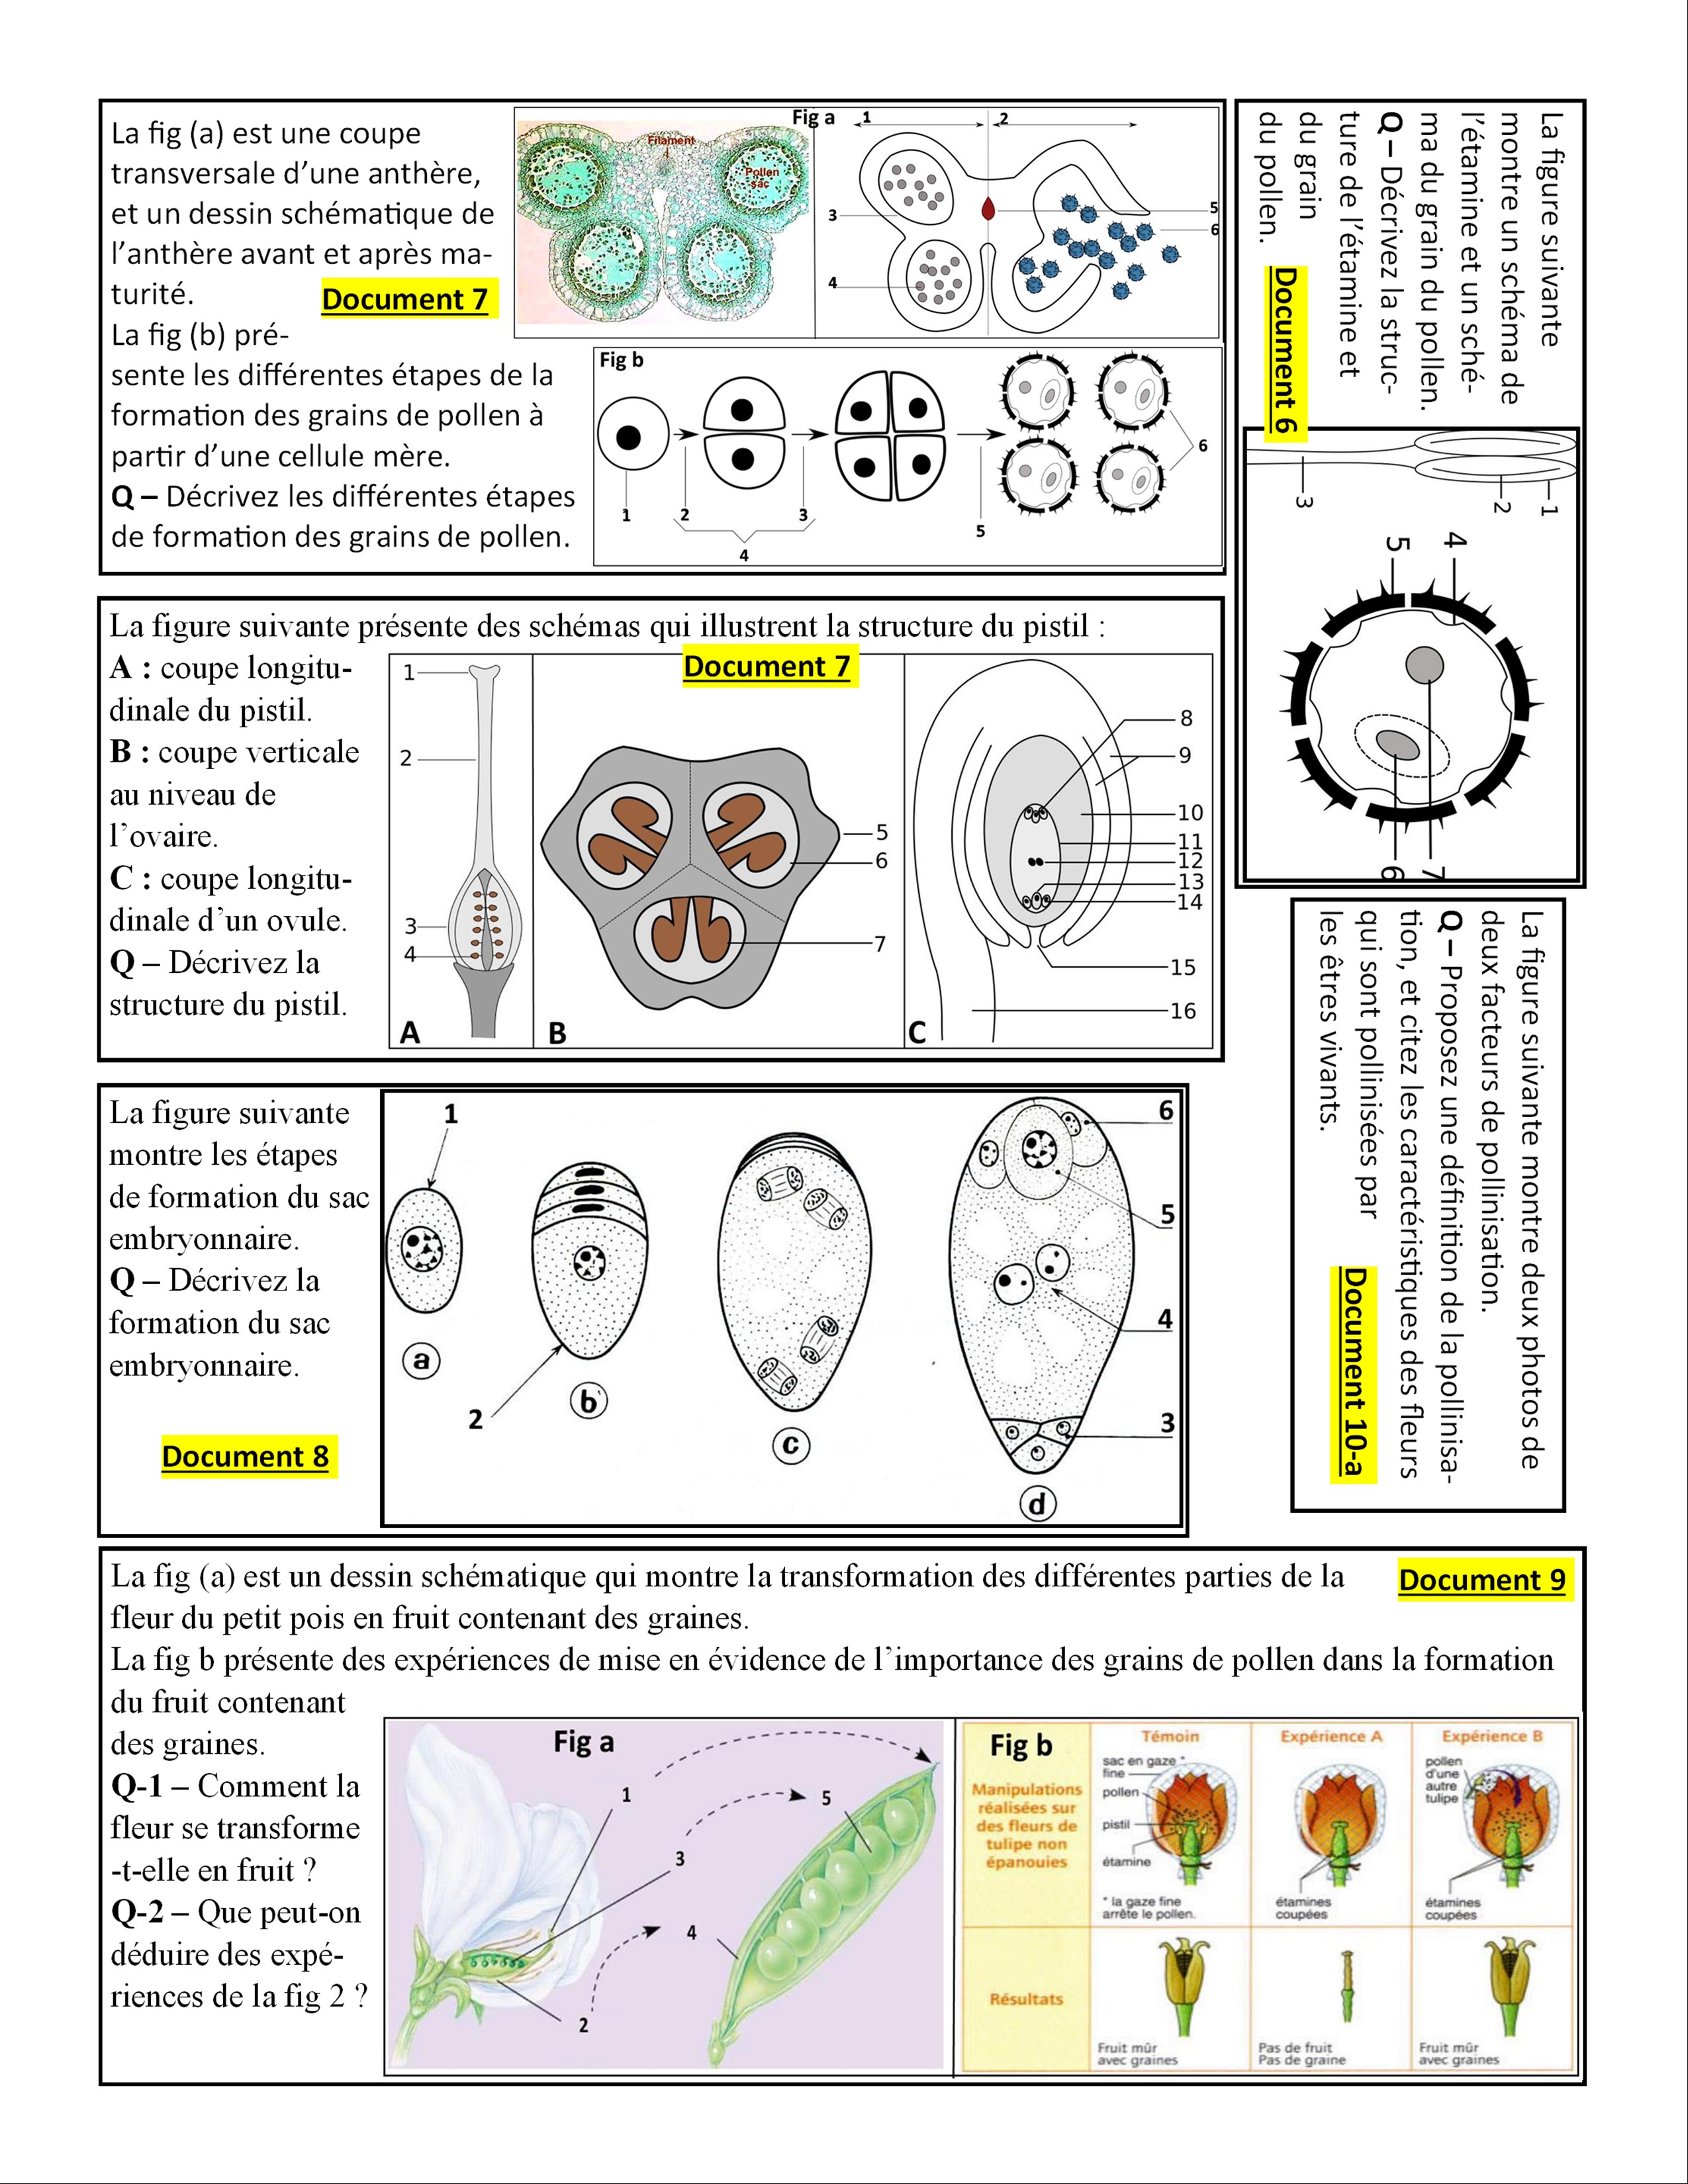 La fig (a) est une coupe
transversale d’une anthère,
et un dessin schématique de
l’anthère avant et après ma-
turité.
Document 7
La fig (b) pré-
sente les différentes étapes de la
formation des grains de pollen à
partir d’une cellule mère.
Q – Décrivez les différentes étapes
de formation des grains de pollen.
Filament
Pollen
sac
Fig a
1
2
3
4
5
6
Fig b
1
2
3
4
5
6
La figure suivante
montre un schéma de
l’étamine et un sché-
ma du grain du pollen.
Q – Décrivez la struc-
ture de l’étamine et
du grain
du pollen.
Document 6
1
2
3
4
5
6
7
La figure suivante présente des schémas qui illustrent la structure du pistil :
Document 7
A : coupe longitu-
dinale du pistil.
B : coupe verticale
au niveau de
l’ovaire.
C : coupe longitu-
dinale d’un ovule.
Q – Décrivez la
structure du pistil.
1
2
3
4
A
5
6
7
B
8
9
10
11
12
13
14
15
16
C
La figure suivante montre deux photos de
deux facteurs de pollinisation.
Q – Proposez une définition de la pollinisa-
tion, et citez les caractéristiques des fleurs
qui sont pollinisées par
les êtres vivants.
Document 10-a
La figure suivante
montre les étapes
de formation du sac
embryonnaire.
Q – Décrivez la
formation du sac
embryonnaire.
Document 8
1
2
a
b
c
d
6
5
4
3
La fig (a) est un dessin schématique qui montre la transformation des différentes parties de la
Document 9
fleur du petit pois en fruit contenant des graines.
La fig b présente des expériences de mise en évidence de l’importance des grains de pollen dans la formation
du fruit contenant
des graines.
Q-1 – Comment la
fleur se transforme
-t-elle en fruit ?
Q-2 – Que peut-on
déduire des expé-
riences de la fig 2 ?
Fig a
1
3
2
5
4
Fig b
Témoin
Expérience A
Expérience B
Manipulations
réalisées sur
des fleurs de
tulipe non
épanouies
sac en gaze *
fine
pollen
pistil
étamine
* la gaze fine
arrête le pollen.
étamines
coupées
pollen
d'une
autre
tulipe
étamines
coupées
Résultats
Fruit mûr
avec graines
Pas de fruit
Pas de graine
Fruit mûr
avec graines